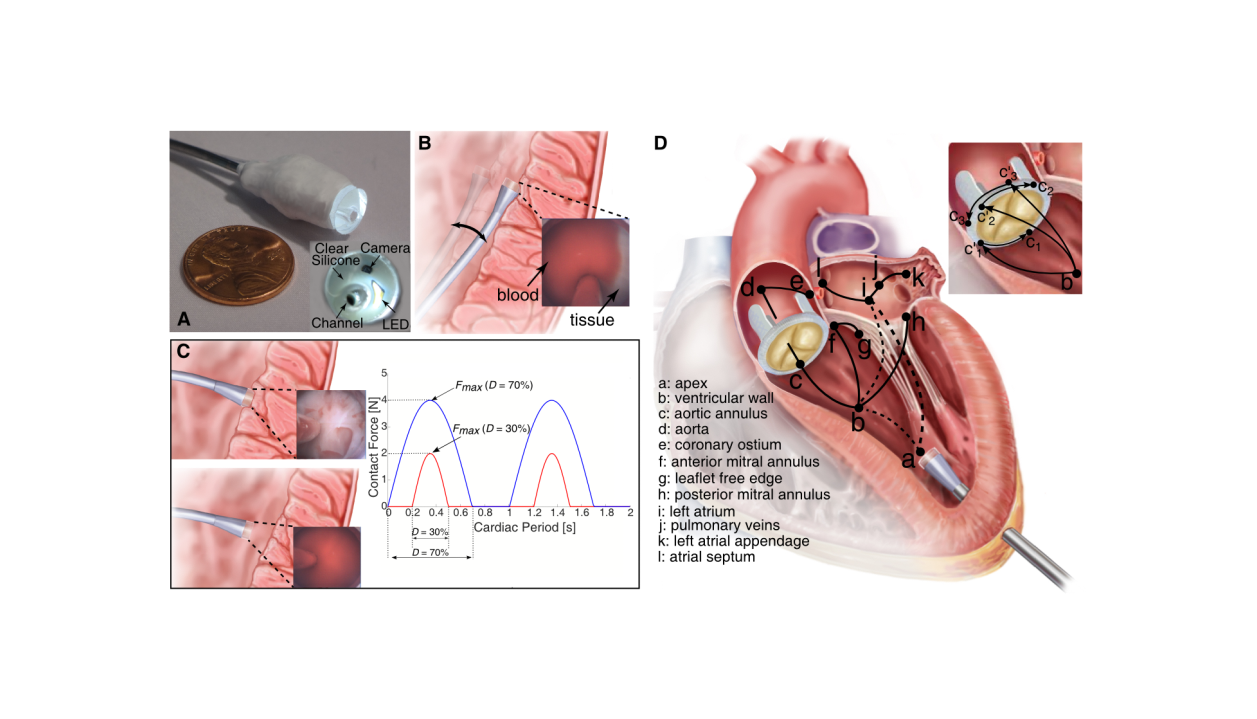 A
Clear
Silicone
Camera
Channel
LED
B
blood
tissue
C
Contact Force [N]
5
4
3
2
1
0
Fmax (D = 70%)
Fmax (D = 30%)
0 0.2 0.4 0.6 0.8 1 1.2 1.4 1.6 1.8 2
Cardiac Period [s]
D = 30%
D = 70%
D
a: apex
b: ventricular wall
c: aortic annulus
d: aorta
e: coronary ostium
f: anterior mitral annulus
g: leaflet free edge
h: posterior mitral annulus
i: left atrium
j: pulmonary veins
k: left atrial appendage
l: atrial septum
d
e
l
j
i
k
f
g
h
c
b
a
c'3
c2
c3
c'2
c'1
c1
b